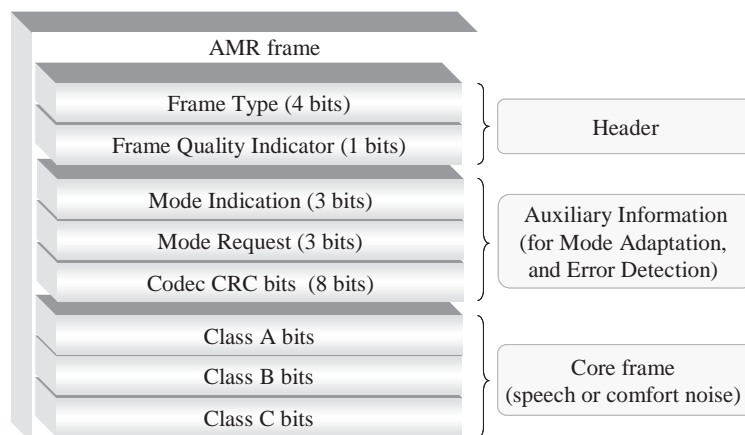 AMR frame
Frame Type (4 bits)
Frame Quality Indicator (1 bits)
Header
Mode Indication (3 bits)
Mode Request (3 bits)
Codec CRC bits (8 bits)
Auxiliary Information
(for Mode Adaptation,
and Error Detection)
Class A bits
Class B bits
Class C bits
Core frame
(speech or comfort noise)